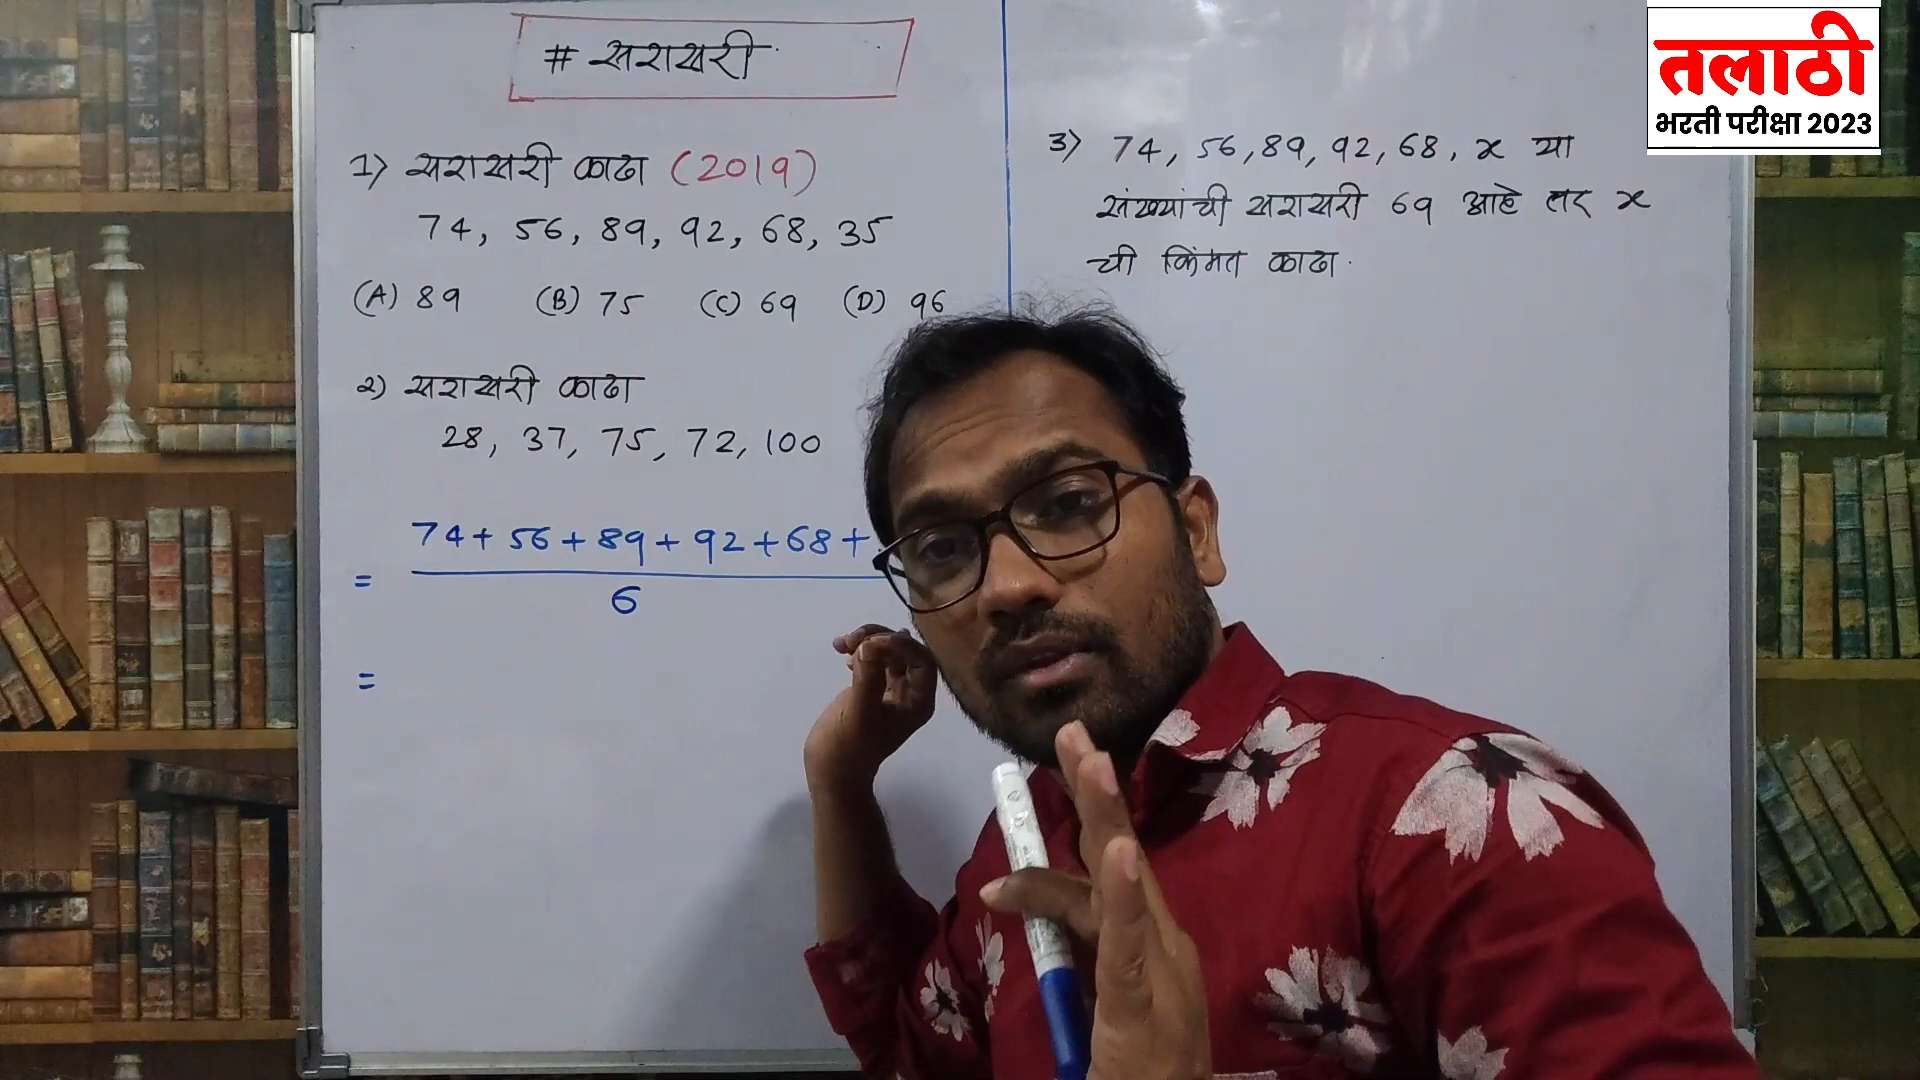 # सरासरी
1) सरासरी काढा (2019)
74, 56, 89, 92, 68, 35
(A) 89 (B) 75 (C) 69 (D) 96
२) सरासरी काढा
28, 37, 75, 72, 100
= 74 + 56 + 89 + 92 + 68 +
6
=
3) 74, 56, 89, 92, 68, x या
संख्यांची सरासरी 69 आहे तर x
ची किंमत काढा.
तलाठी
भरती परीक्षा 2023